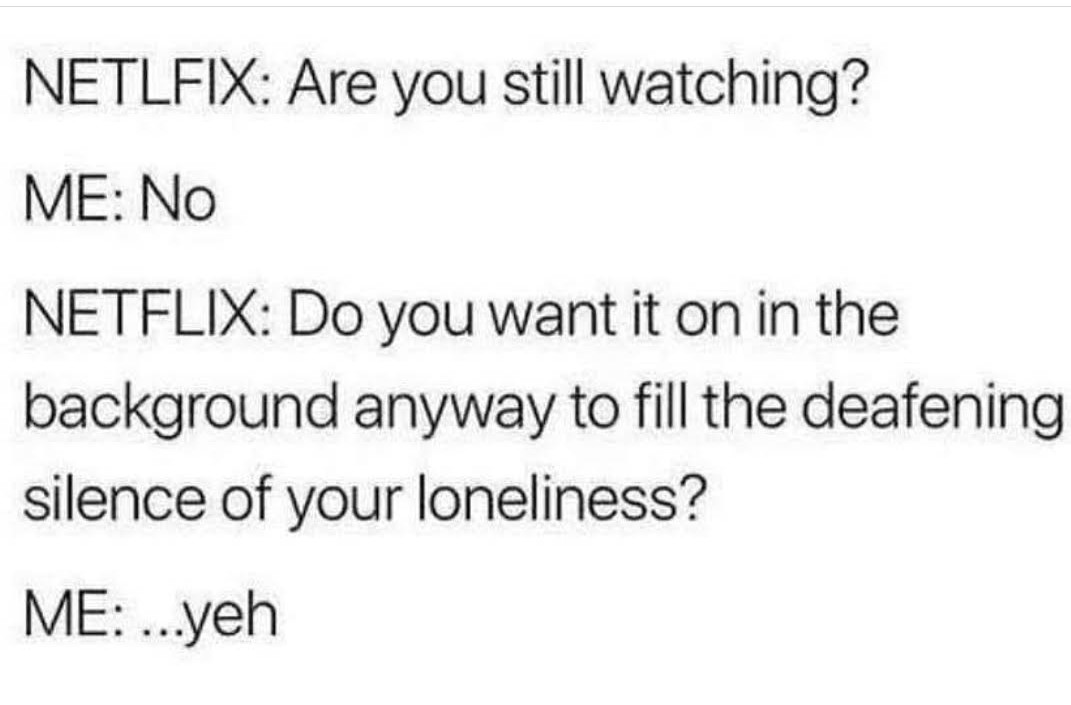 NETLFIX: Are you still watching?
ME: No
NETFLIX: Do you want it on in the
background anyway to fill the deafening
silence of your loneliness?
ME: ...yeh